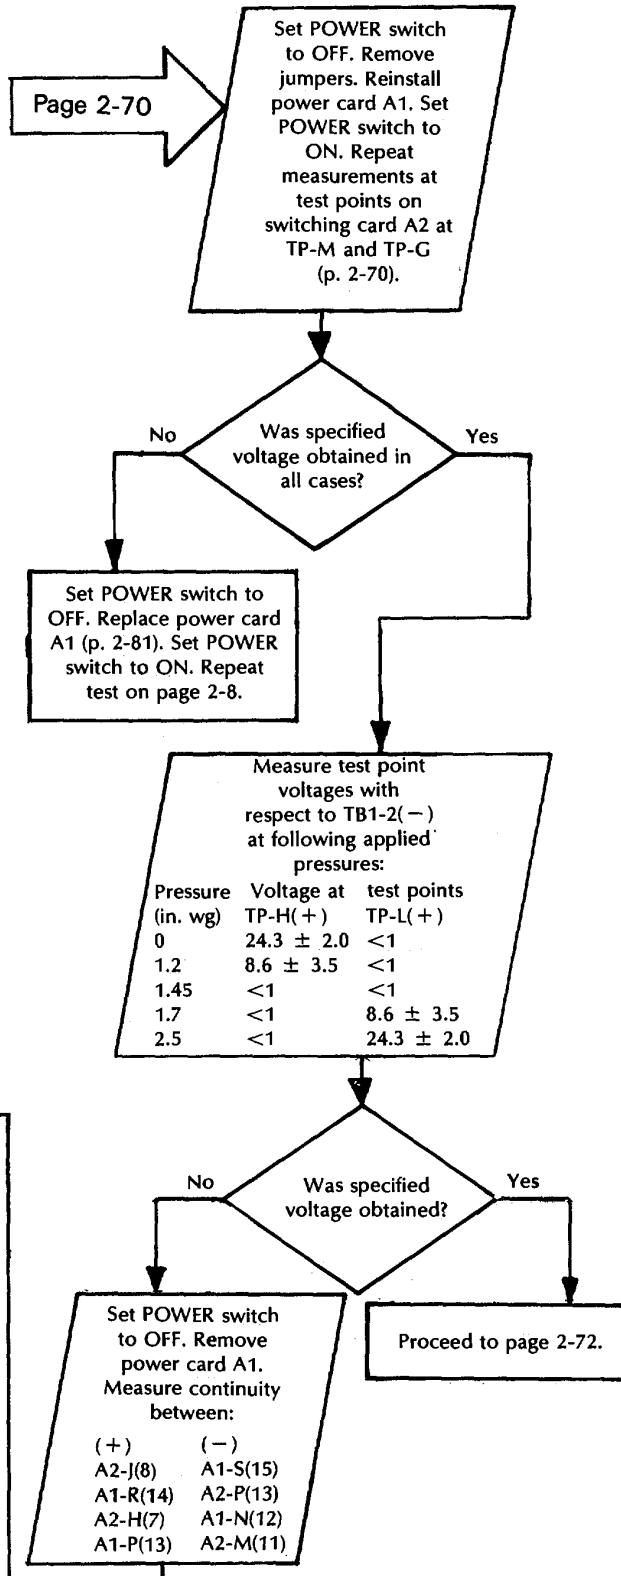 Page 2-70
Set POWER switch
to OFF. Remove
jumpers. Reinstall
power card A1. Set
POWER switch to
ON. Repeat
measurements at
test points on
switching card A2 at
TP-M and TP-G
(p. 2-70).
No
Was specified
voltage obtained in
all cases?
Yes
Set POWER switch to
OFF. Replace power card
A1 (p. 2-81). Set POWER
switch to ON. Repeat
test on page 2-8.
Measure test point
voltages with
respect to TB1-2(−)
at following applied
pressures:
Pressure Voltage at test points
(in. wg) TP-H(+) TP-L(+)
0 24.3 ± 2.0 <1
1.2 8.6 ± 3.5 <1
1.45 <1 <1
1.7 <1 8.6 ± 3.5
2.5 <1 24.3 ± 2.0
No
Was specified
voltage obtained?
Yes
Set POWER switch
to OFF. Remove
power card A1.
Measure continuity
between:
(+) (−)
A2-J(8) A1-S(15)
A1-R(14) A2-P(13)
A2-H(7) A1-N(12)
A1-P(13) A2-M(11)
Proceed to page 2-72.